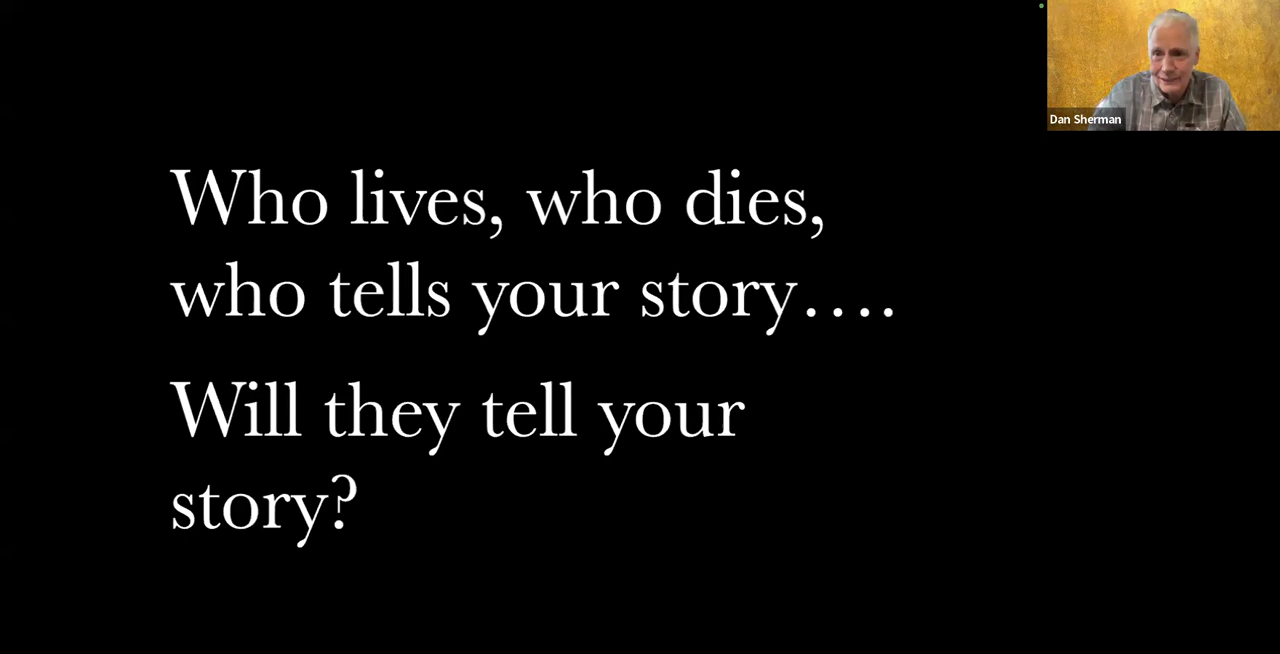 Dan Sherman
Who lives, who dies,
who tells your story....
Will they tell your
story?